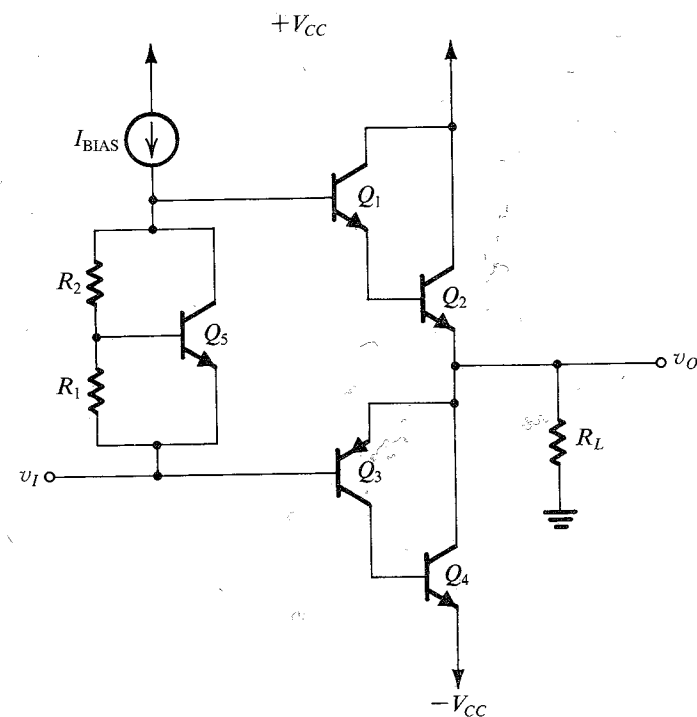 +V_CC
I_BIAS
Q_1
R_2
Q_2
Q_5
v_O
R_1
R_L
v_I
Q_3
Q_4
−V_CC